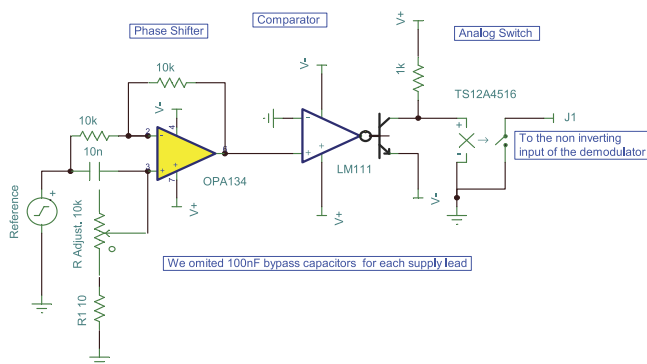 Phase Shifter
Comparator
Analog Switch
V+
V-
1k
10k
TS12A4516
10k
V-
J1
10n
2
4
-
6
3
+
7
+
OPA134
LM111
To the non inverting
input of the demodulator
V+
V+
V-
Reference
+
R Adjust. 10k
We omited 100nF bypass capacitors for each supply lead
R1 10